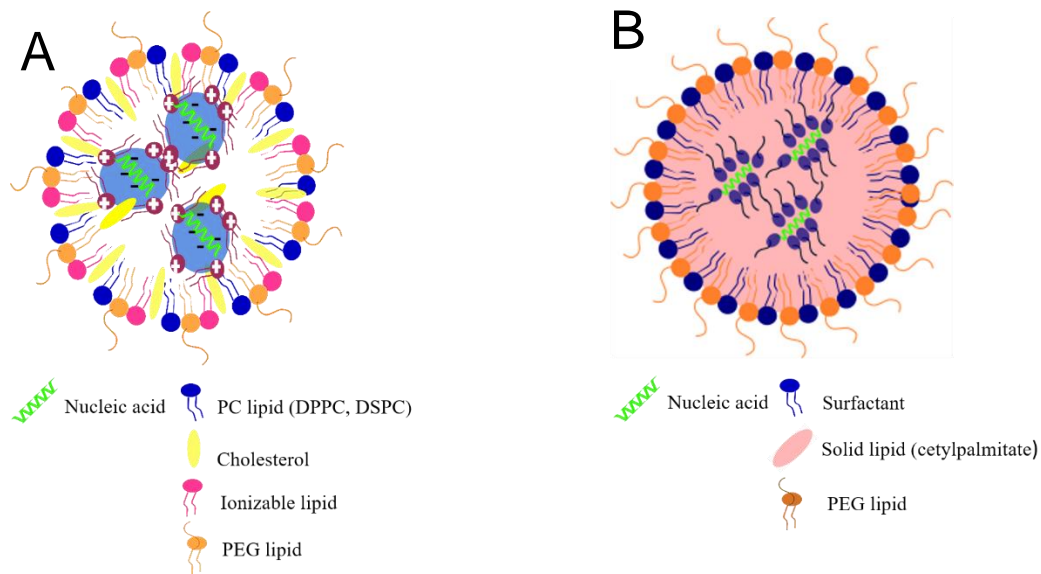 A
B
Nucleic acid
PC lipid (DPPC, DSPC)
Cholesterol
Ionizable lipid
PEG lipid
Nucleic acid
Surfactant
Solid lipid (cetylpalmitate)
PEG lipid